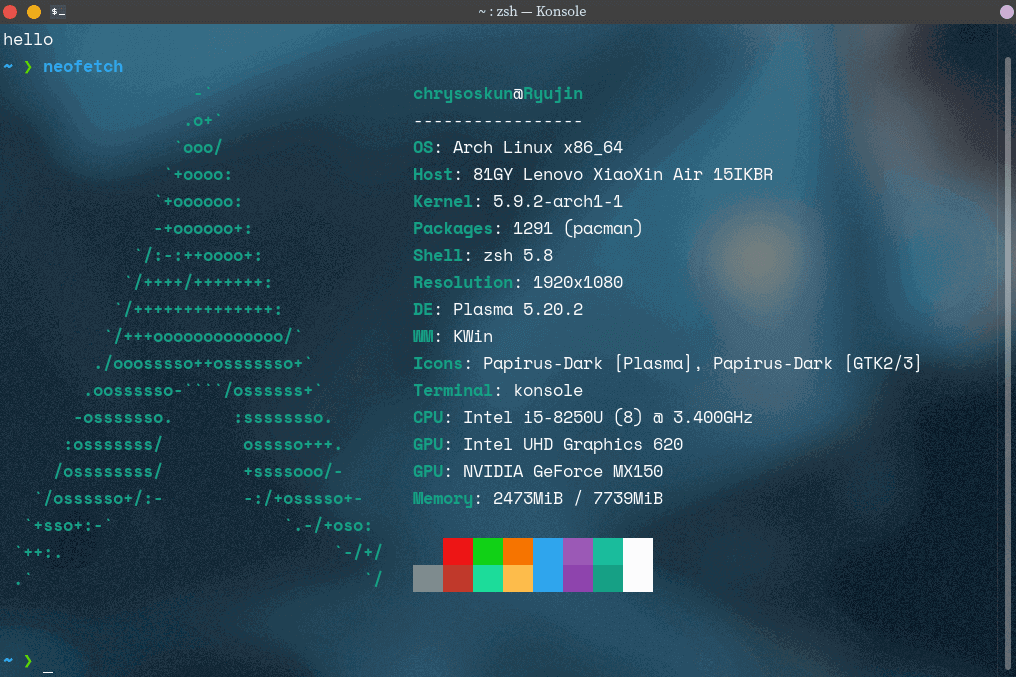 ~ : zsh — Konsole
hello
~ ❯ neofetch
-`
.o+`
`ooo/
`+oooo:
`+oooooo:
-+oooooo+:
`/:-:++oooo+:
`/++++/+++++++:
`/++++++++++++++:
`/+++ooooooooooooo/`
./ooosssso++osssssso+`
.oossssso-````/ossssss+`
-osssssso.      :ssssssso.
:osssssss/        osssso+++.
/ossssssss/        +ssssooo/-
`/ossssso+/:-        -:/+osssso+-
`+sso+:-`                 `.-/+oso:
`++:.                           `-/+/
.`                                 `/
chrysoskun@Ryujin
-----------------
OS: Arch Linux x86_64
Host: 81GY Lenovo XiaoXin Air 15IKBR
Kernel: 5.9.2-arch1-1
Packages: 1291 (pacman)
Shell: zsh 5.8
Resolution: 1920x1080
DE: Plasma 5.20.2
WM: KWin
Icons: Papirus-Dark [Plasma], Papirus-Dark [GTK2/3]
Terminal: konsole
CPU: Intel i5-8250U (8) @ 3.400GHz
GPU: Intel UHD Graphics 620
GPU: NVIDIA GeForce MX150
Memory: 2473MiB / 7739MiB
~ ❯ _